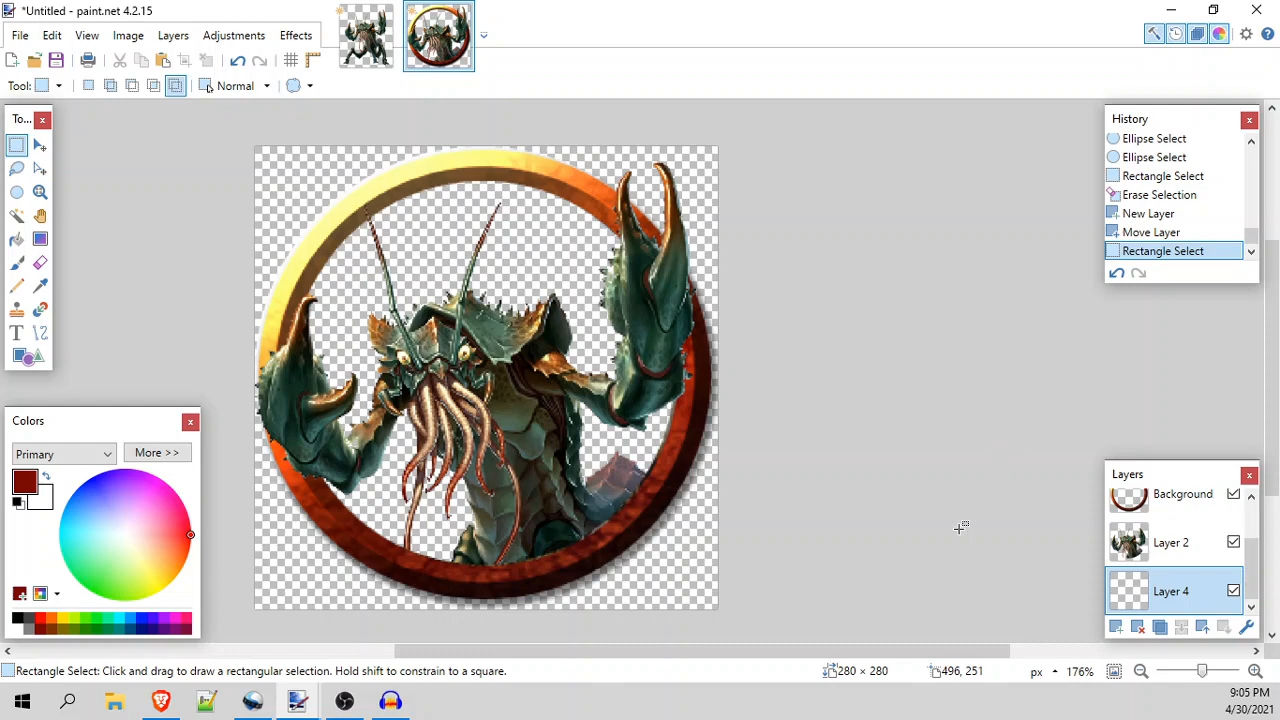 *Untitled - paint.net 4.2.15
File Edit View Image Layers Adjustments Effects
Tool: Normal
To...
History
Ellipse Select
Ellipse Select
Rectangle Select
Erase Selection
New Layer
Move Layer
Rectangle Select
Colors
Primary More >>
Layers
Background
Layer 2
Layer 4
Rectangle Select: Click and drag to draw a rectangular selection. Hold shift to constrain to a square. 280 × 280 496, 251 px 176%
9:05 PM
4/30/2021